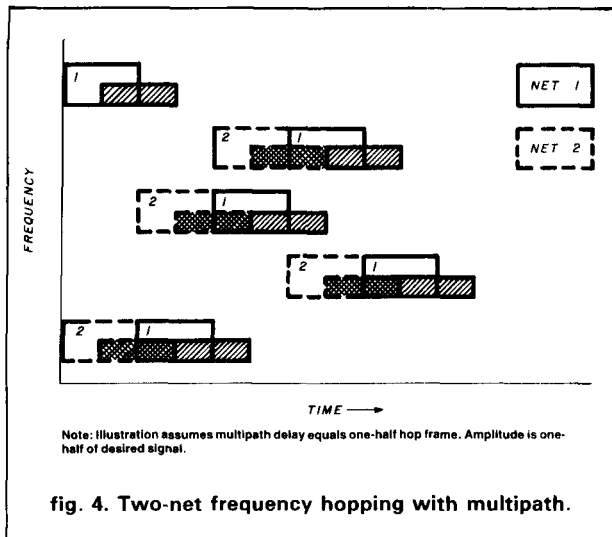 1
NET 1
2
1
NET 2
2
1
2
1
2
1
FREQUENCY
TIME
Note: Illustration assumes multipath delay equals one-half hop frame. Amplitude is one-
half of desired signal.
fig. 4. Two-net frequency hopping with multipath.